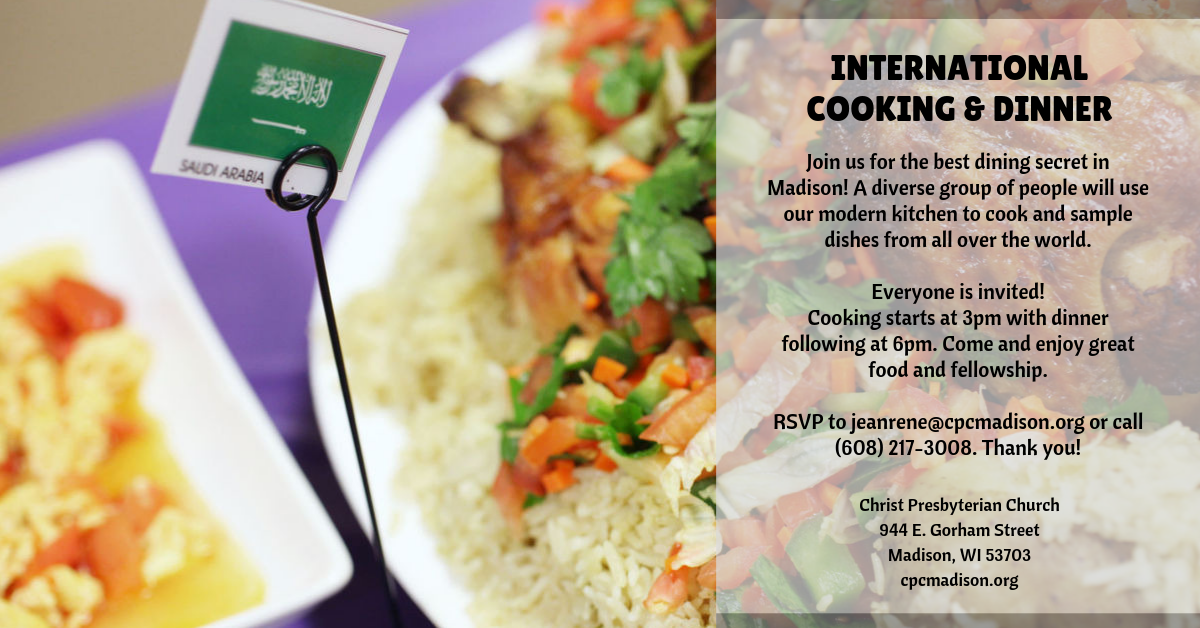 SAUDI ARABIA
INTERNATIONAL
COOKING & DINNER
Join us for the best dining secret in
Madison! A diverse group of people will use
our modern kitchen to cook and sample
dishes from all over the world.
Everyone is invited!
Cooking starts at 3pm with dinner
following at 6pm. Come and enjoy great
food and fellowship.
RSVP to jeanrene@cpcmadison.org or call
(608) 217-3008. Thank you!
Christ Presbyterian Church
944 E. Gorham Street
Madison, WI 53703
cpcmadison.org